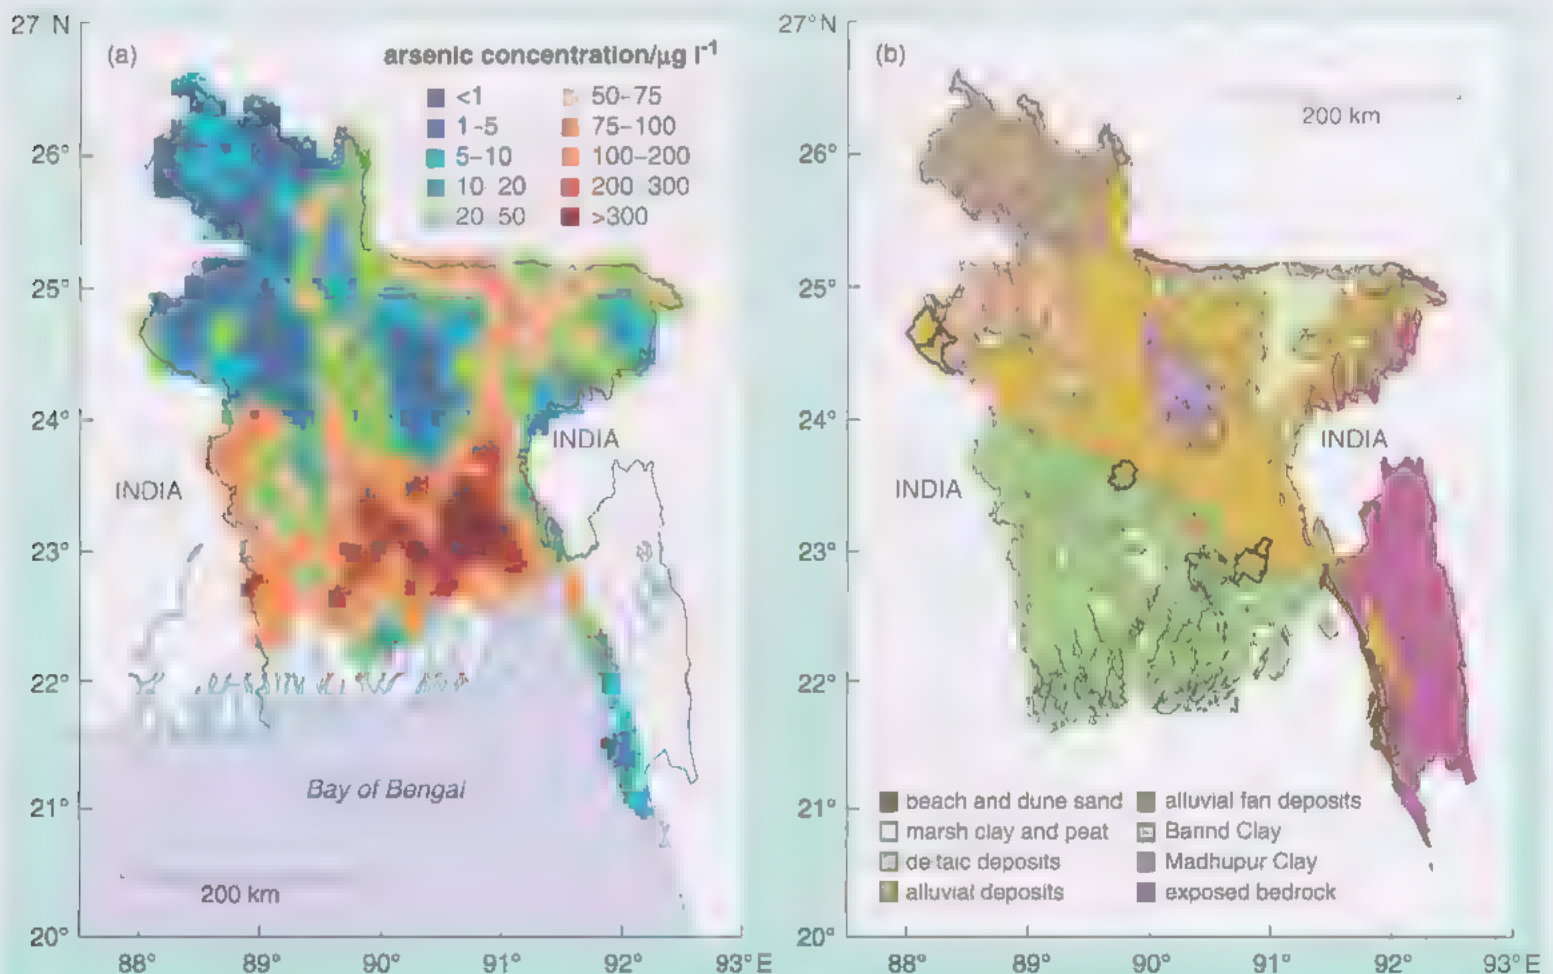 27 N
(a)
arsenic concentration/µg l⁻¹
<1
1-5
5-10
10 20
20 50
50-75
75-100
100-200
200 300
>300
26°
25°
24°
23°
22°
21°
20°
INDIA
INDIA
Bay of Bengal
200 km
88°
89°
90°
91°
92°
93°E
27° N
(b)
200 km
26°
25°
24°
23°
22°
21°
20°
INDIA
INDIA
beach and dune sand
marsh clay and peat
de taic deposits
alluvial deposits
alluvial fan deposits
Barind Clay
Madhupur Clay
exposed bedrock
88°
89°
90°
91°
92°
93°E